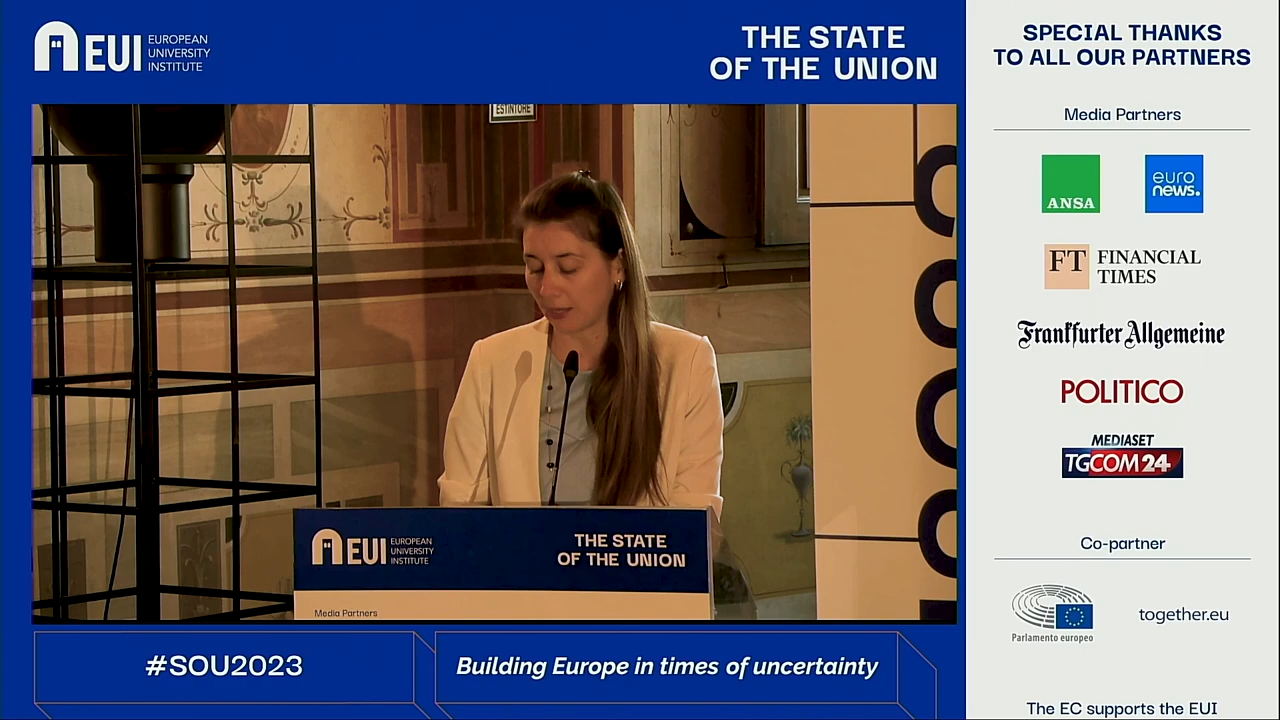 EUI
EUROPEAN
UNIVERSITY
INSTITUTE
THE STATE
OF THE UNION
ESTINTORE
EUI
EUROPEAN
UNIVERSITY
INSTITUTE
THE STATE
OF THE UNION
Media Partners
#SOU2023
Building Europe in times of uncertainty
SPECIAL THANKS
TO ALL OUR PARTNERS
Media Partners
ANSA
euro
news.
FT
FINANCIAL
TIMES
Frankfurter Allgemeine
POLITICO
MEDIASET
TGCOM24
Co-partner
Parlamento europeo
together.eu
The EC supports the EUI